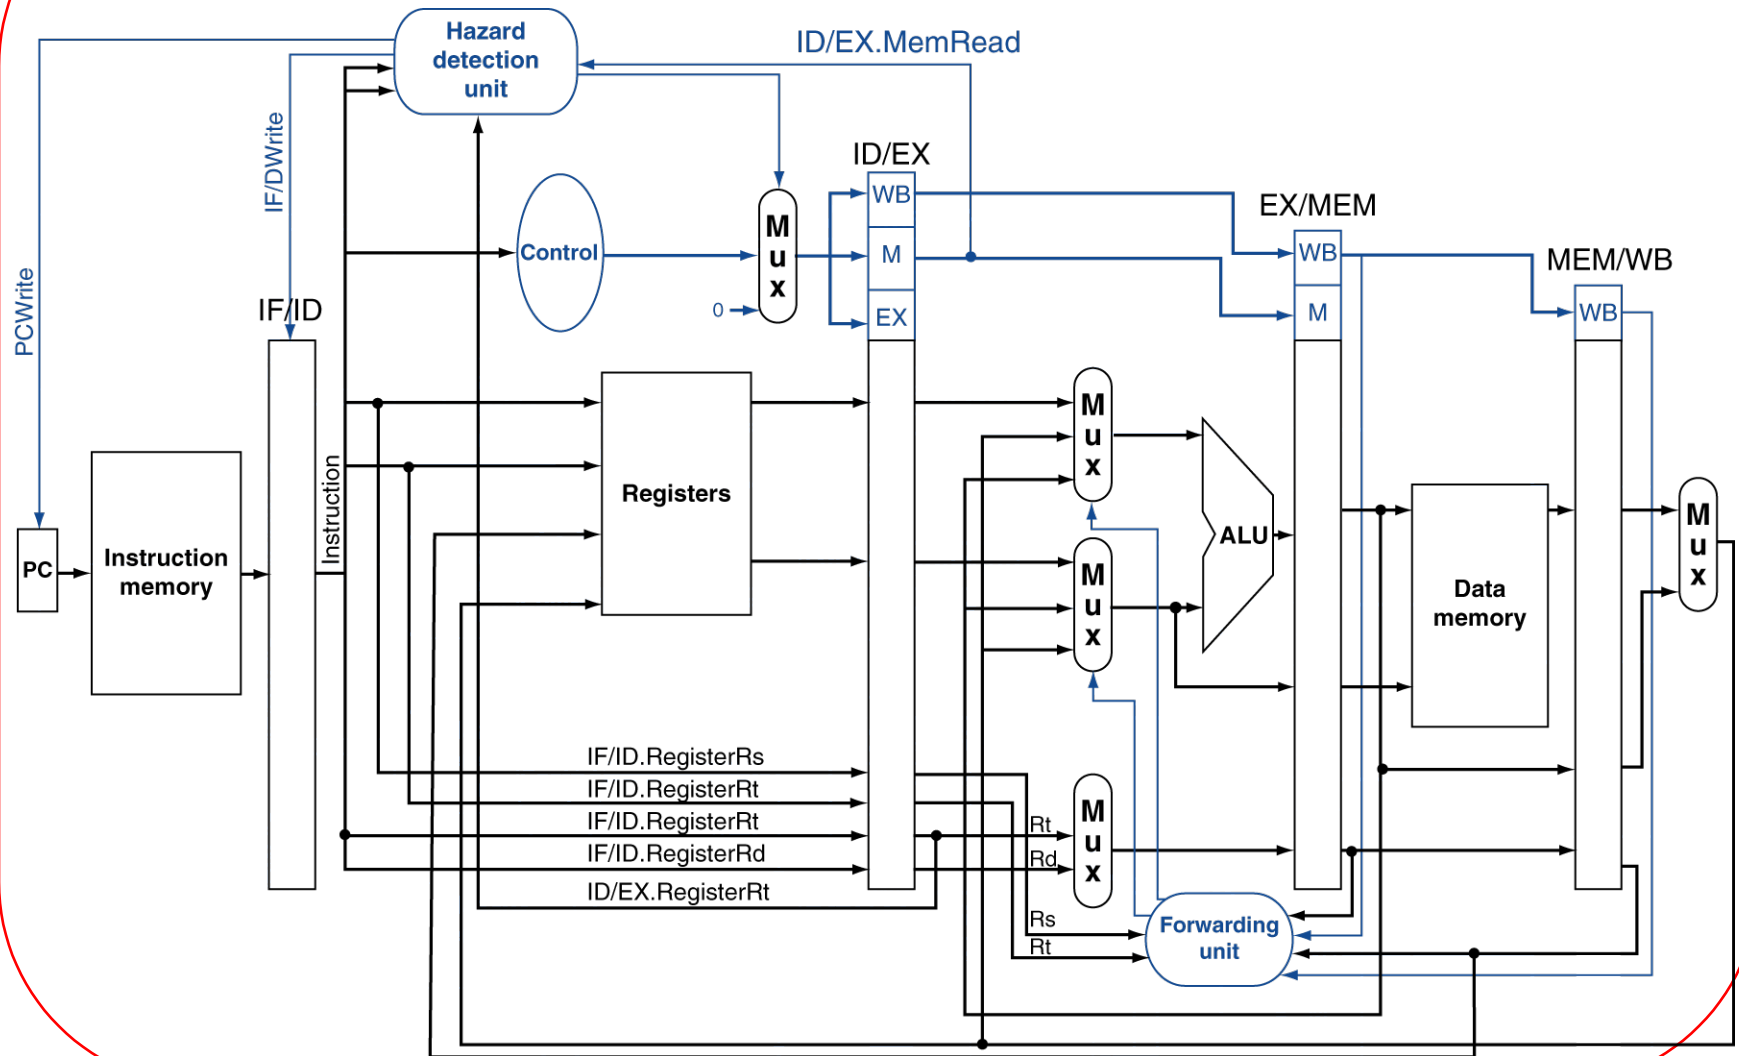 Hazard
detection
unit
ID/EX.MemRead
IF/DWrite
PCWrite
ID/EX
WB
M
EX
Control
M
u
x
0
EX/MEM
WB
M
MEM/WB
WB
IF/ID
Instruction
PC
Instruction
memory
Registers
M
u
x
M
u
x
ALU
Data
memory
M
u
x
IF/ID.RegisterRs
IF/ID.RegisterRt
IF/ID.RegisterRt
IF/ID.RegisterRd
ID/EX.RegisterRt
Rt
Rd
M
u
x
Rs
Rt
Forwarding
unit